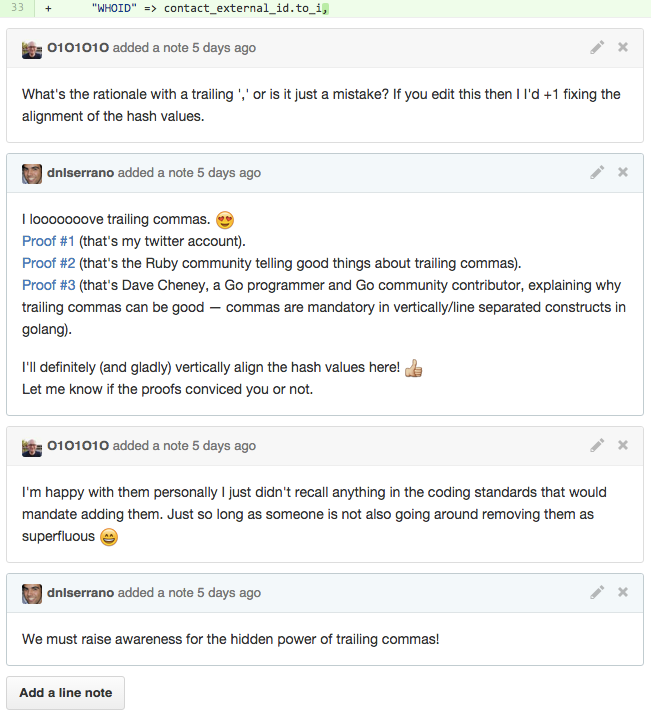 33 + "WHOID" => contact_external_id.to_i,
O1O1O1O added a note 5 days ago
What's the rationale with a trailing ',' or is it just a mistake? If you edit this then I I'd +1 fixing the
alignment of the hash values.
dnlserrano added a note 5 days ago
I looooooove trailing commas. 😍
Proof #1 (that's my twitter account).
Proof #2 (that's the Ruby community telling good things about trailing commas).
Proof #3 (that's Dave Cheney, a Go programmer and Go community contributor, explaining why
trailing commas can be good — commas are mandatory in vertically/line separated constructs in
golang).
I'll definitely (and gladly) vertically align the hash values here! 👍
Let me know if the proofs conviced you or not.
O1O1O1O added a note 5 days ago
I'm happy with them personally I just didn't recall anything in the coding standards that would
mandate adding them. Just so long as someone is not also going around removing them as
superfluous 😄
dnlserrano added a note 5 days ago
We must raise awareness for the hidden power of trailing commas!
Add a line note